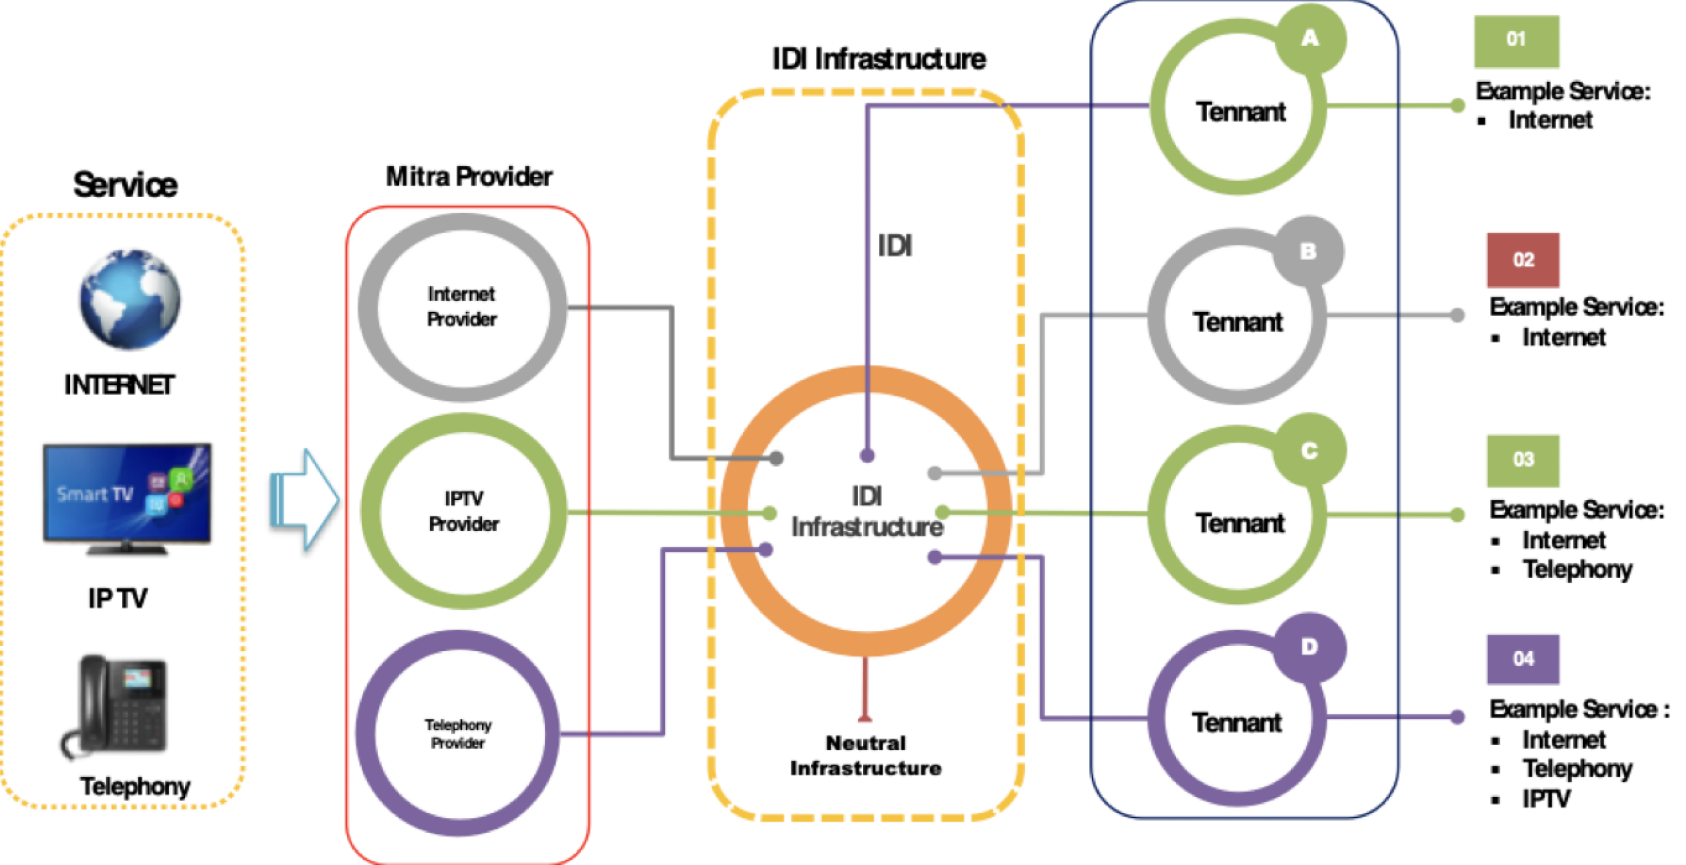 Service
INTERNET
Smart TV
IP TV
Telephony
Mitra Provider
Internet
Provider
IPTV
Provider
Telephony
Provider
IDI Infrastructure
IDI
IDI
Infrastructure
Neutral
Infrastructure
A
Tennant
B
Tennant
C
Tennant
D
Tennant
01
Example Service:
▪ Internet
02
Example Service:
▪ Internet
03
Example Service:
▪ Internet
▪ Telephony
04
Example Service :
▪ Internet
▪ Telephony
▪ IPTV